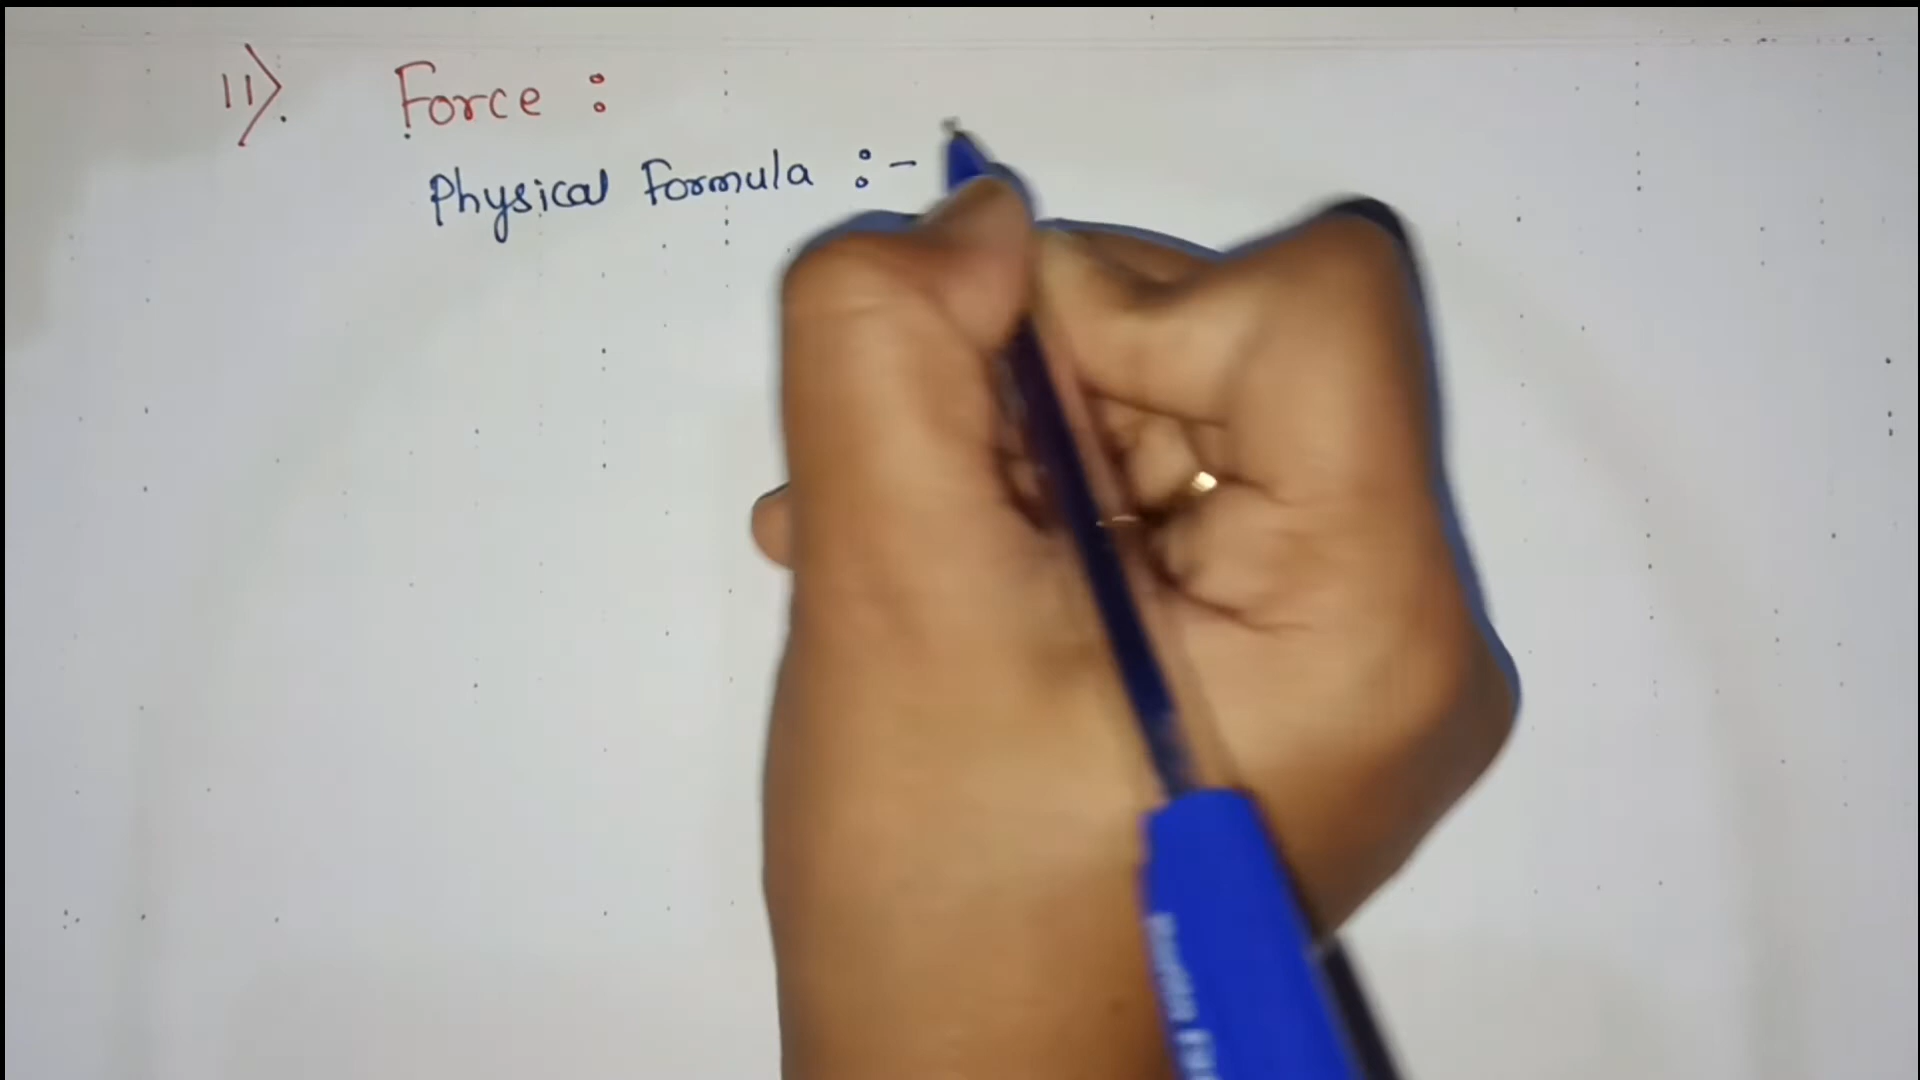 11). Force :
Physical Formula :-